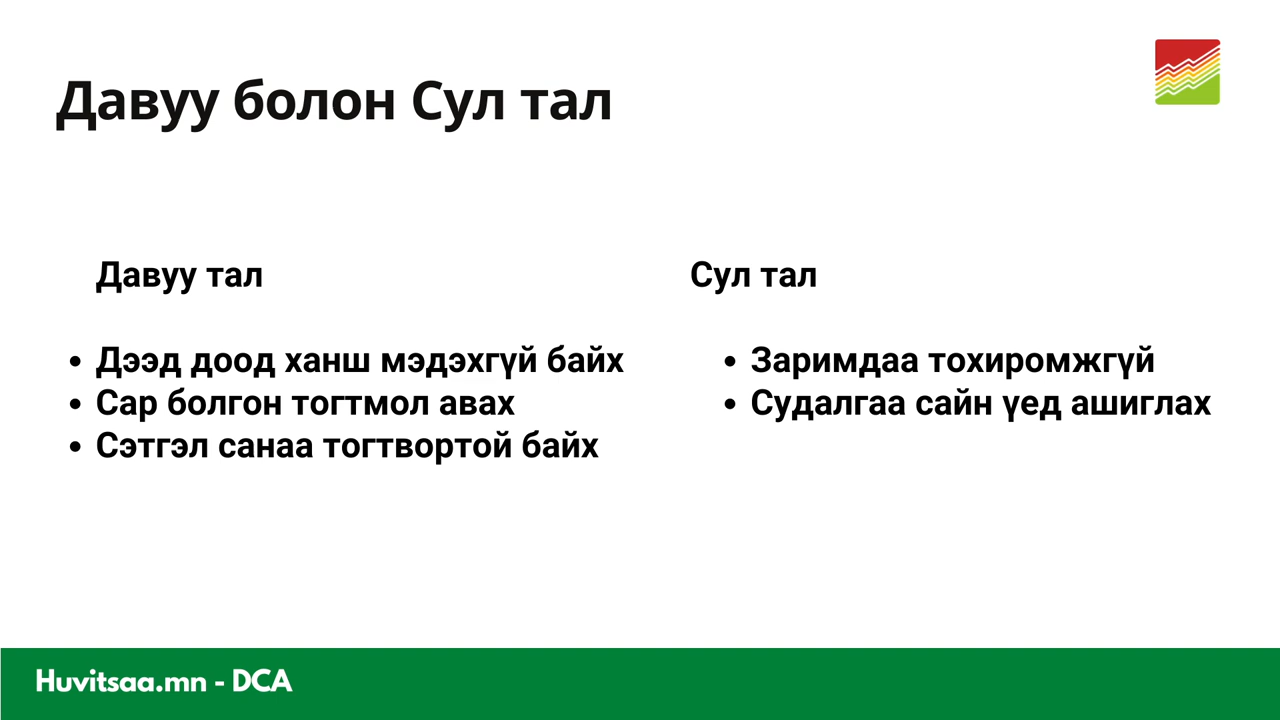 Давуу болон Сул тал
Давуу тал
• Дээд доод ханш мэдэхгүй байх
• Сар болгон тогтмол авах
• Сэтгэл санаа тогтвортой байх
Сул тал
• Заримдаа тохиромжгүй
• Судалгаа сайн үед ашиглах
Huvitsaa.mn - DCA